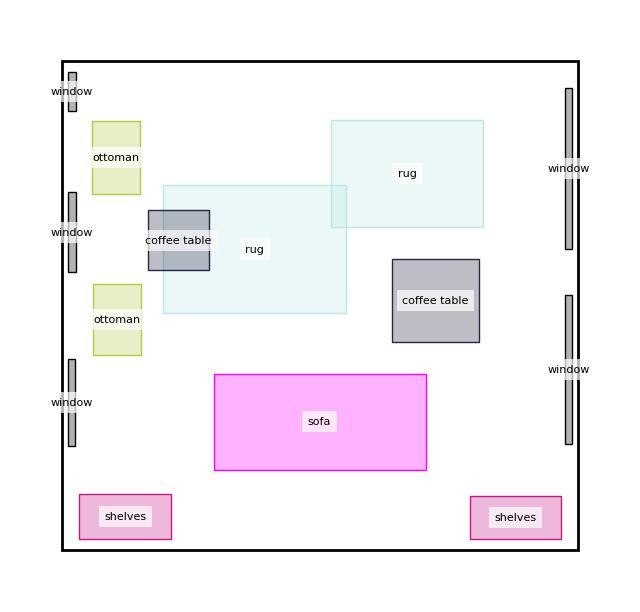 window
ottoman
window
rug
window
coffee table
rug
coffee table
ottoman
window
window
sofa
shelves
shelves